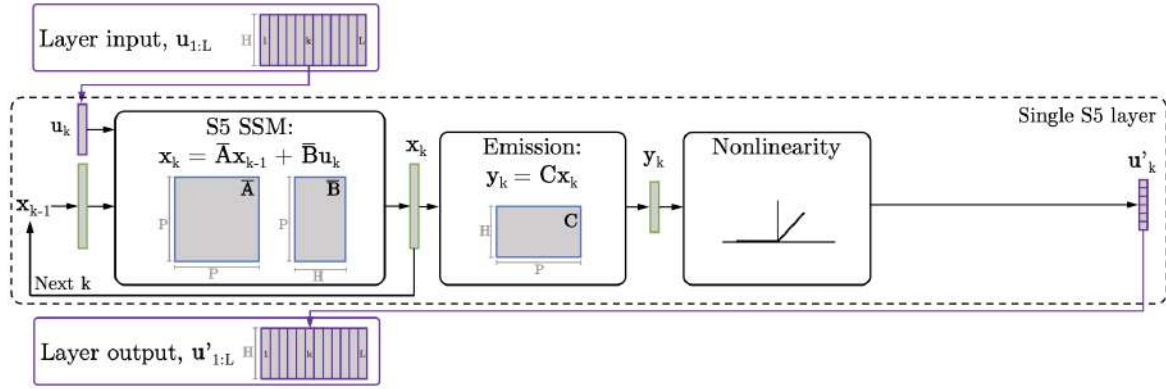 Layer input, u₁:L
H
1 k L
Single S5 layer
uₖ
S5 SSM:
xₖ = A̅xₖ₋₁ + B̅uₖ
A̅
P
P
B̅
P
H
xₖ₋₁
Next k
xₖ
Emission:
yₖ = Cxₖ
C
H
P
yₖ
Nonlinearity
u'ₖ
Layer output, u'₁:L
H
1 k L